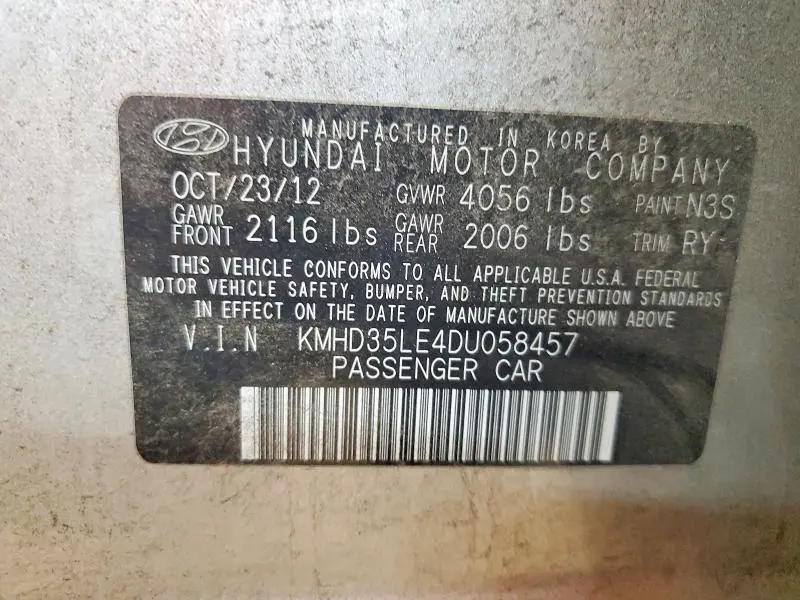 MANUFACTURED IN KOREA BY
HYUNDAI MOTOR COMPANY
OCT/23/12 GVWR 4056 lbs PAINT N3S
GAWR FRONT 2116 lbs GAWR REAR 2006 lbs TRIM RY
THIS VEHICLE CONFORMS TO ALL APPLICABLE U.S.A. FEDERAL
MOTOR VEHICLE SAFETY, BUMPER, AND THEFT PREVENTION STANDARDS
IN EFFECT ON THE DATE OF MANUFACTURE SHOWN ABOVE
V.I.N KMHD35LE4DU058457
PASSENGER CAR